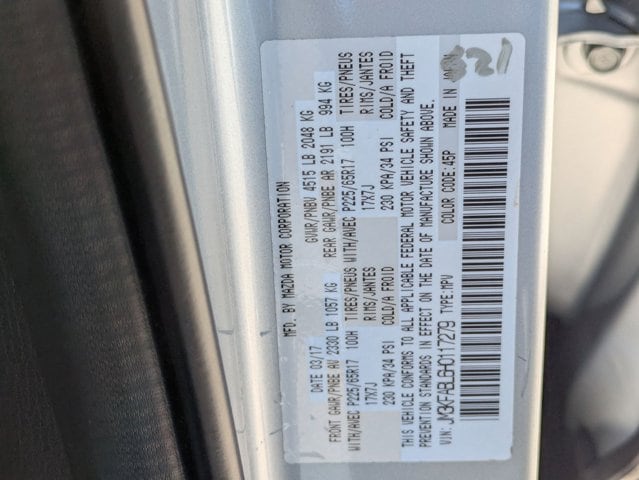 MFD. BY MAZDA MOTOR CORPORATION
DATE 03/17 GVWR/PNBV 4515 LB 2048 KG
FRONT GAWR/PNBE AV 2330 LB 1057 KG REAR GAWR/PNBE AR 2191 LB 994 KG
WITH/AVEC P225/65R17 100H TIRES/PNEUS WITH/AVEC P225/65R17 100H TIRES/PNEUS
17X7J RIMS/JANTES 17X7J RIMS/JANTES
230 KPA/34 PSI COLD/A FROID 230 KPA/34 PSI COLD/A FROID
THIS VEHICLE CONFORMS TO ALL APPLICABLE FEDERAL MOTOR VEHICLE SAFETY AND THEFT
PREVENTION STANDARDS IN EFFECT ON THE DATE OF MANUFACTURE SHOWN ABOVE.
COLOR CODE:45P MADE IN
VIN: JM3KFABL6H0117279 TYPE:MPV